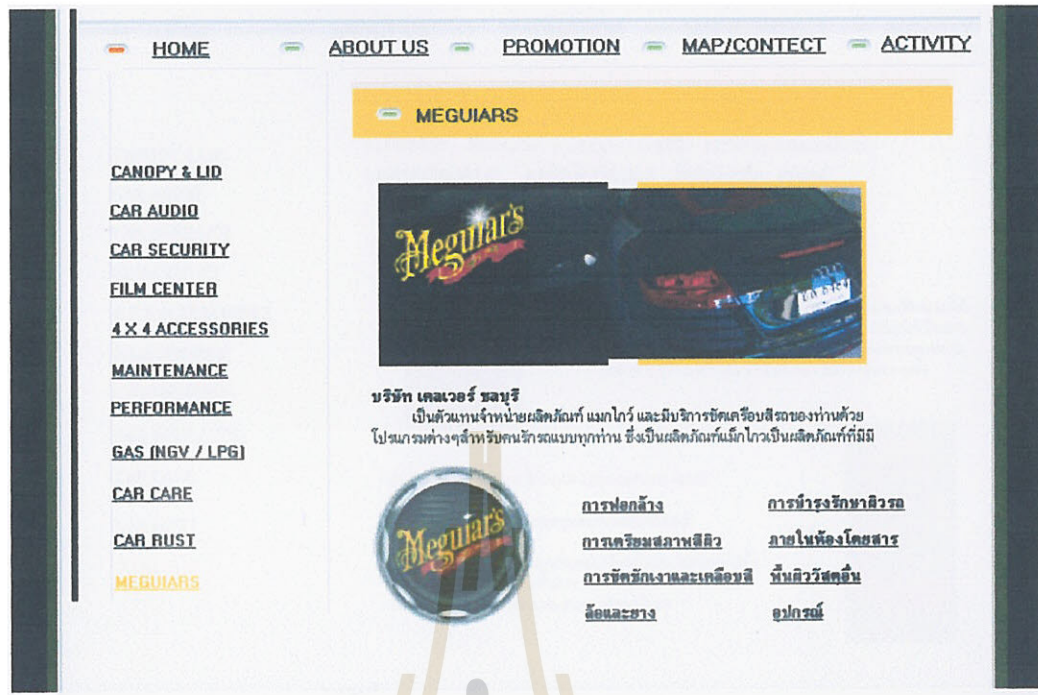 HOME ABOUT US PROMOTION MAP/CONTECT ACTIVITY
MEGUIARS
CANOPY & LID
CAR AUDIO
CAR SECURITY
FILM CENTER
4 X 4 ACCESSORIES
MAINTENANCE
PERFORMANCE
GAS (NGV / LPG)
CAR CARE
CAR RUST
MEGUIARS
Meguiar's
บริษัท เคลเวอร์ ชลบุรี
เป็นตัวแทนจำหน่ายผลิตภัณฑ์ แมกไกว์ และมีบริการขัดเคลือบสีรถของท่านด้วย
โปรแกรมต่างๆสำหรับคนรักรถแบบทุกท่าน ซึ่งเป็นผลิตภัณฑ์แม็กไกวเป็นผลิตภัณฑ์ที่มีมี
Meguiar's
การฟอกล้าง การบำรุงรักษาผิวรถ
การเตรียมสภาพสีผิว ภายในห้องโดยสาร
การขัดชักเงาและเคลือบสี พื้นผิววัสดุอื่น
ล้อและยาง อุปกรณ์